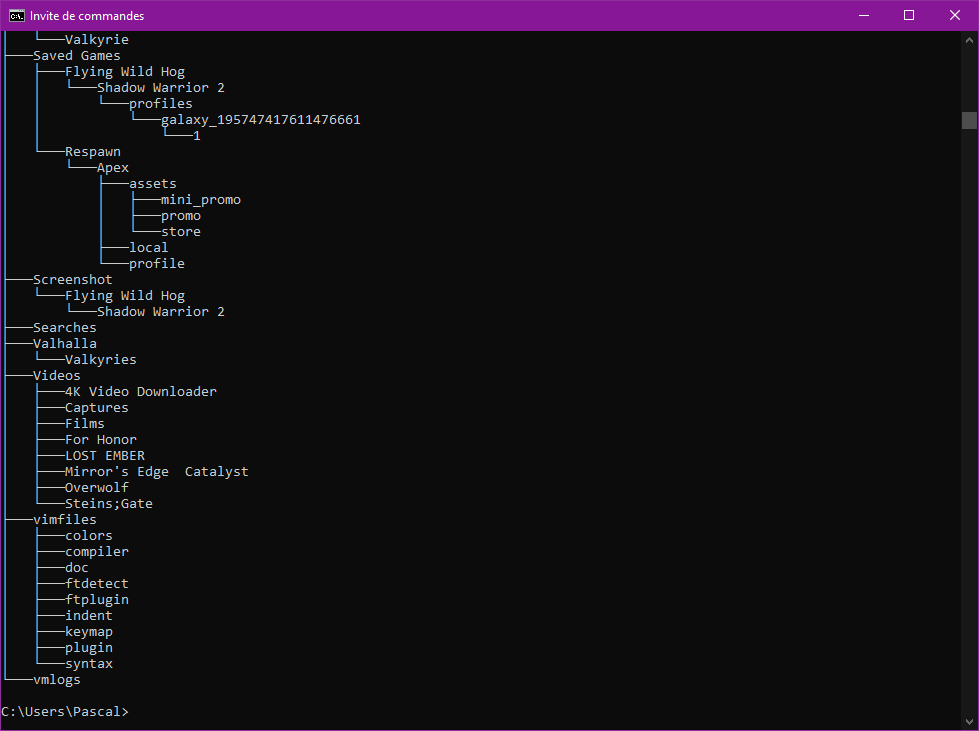 Invite de commandes
│   └───Valkyrie
├───Saved Games
│   ├───Flying Wild Hog
│   │   └───Shadow Warrior 2
│   │       └───profiles
│   │           └───galaxy_195747417611476661
│   │               └───1
│   └───Respawn
│       └───Apex
│           ├───assets
│           │   ├───mini_promo
│           │   ├───promo
│           │   └───store
│           ├───local
│           └───profile
├───Screenshot
│   └───Flying Wild Hog
│       └───Shadow Warrior 2
├───Searches
├───Valhalla
│   └───Valkyries
├───Videos
│   ├───4K Video Downloader
│   ├───Captures
│   ├───Films
│   ├───For Honor
│   ├───LOST EMBER
│   ├───Mirror's Edge  Catalyst
│   ├───Overwolf
│   └───Steins;Gate
├───vimfiles
│   ├───colors
│   ├───compiler
│   ├───doc
│   ├───ftdetect
│   ├───ftplugin
│   ├───indent
│   ├───keymap
│   ├───plugin
│   └───syntax
└───vmlogs
C:\Users\Pascal>